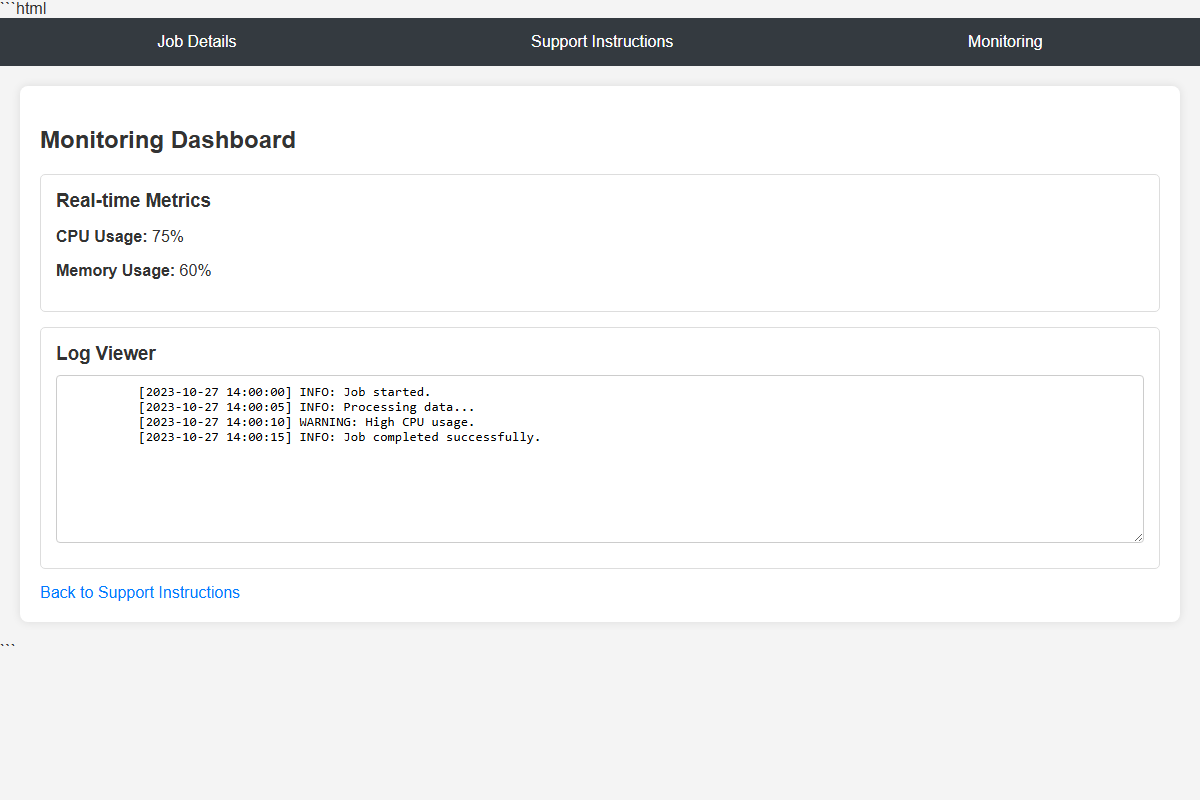 ```html
Job Details Support Instructions Monitoring
Monitoring Dashboard
Real-time Metrics
CPU Usage: 75%
Memory Usage: 60%
Log Viewer
[2023-10-27 14:00:00] INFO: Job started.
[2023-10-27 14:00:05] INFO: Processing data...
[2023-10-27 14:00:10] WARNING: High CPU usage.
[2023-10-27 14:00:15] INFO: Job completed successfully.
Back to Support Instructions
```